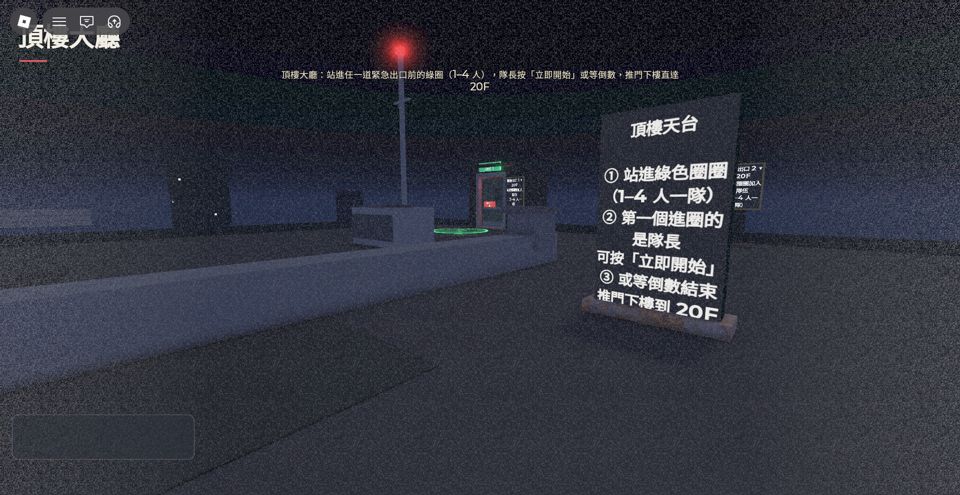 頂樓大廳
頂樓大廳：站進任一道緊急出口前的綠圈（1–4 人），隊長按「立即開始」或等倒數，推門下樓直達
20F
頂樓天台
① 站進綠色圈圈
（1–4 人一隊）
② 第一個進圈的
是隊長
可按「立即開始」
③ 或等倒數結束
推門下樓到 20F
出口 2
20F